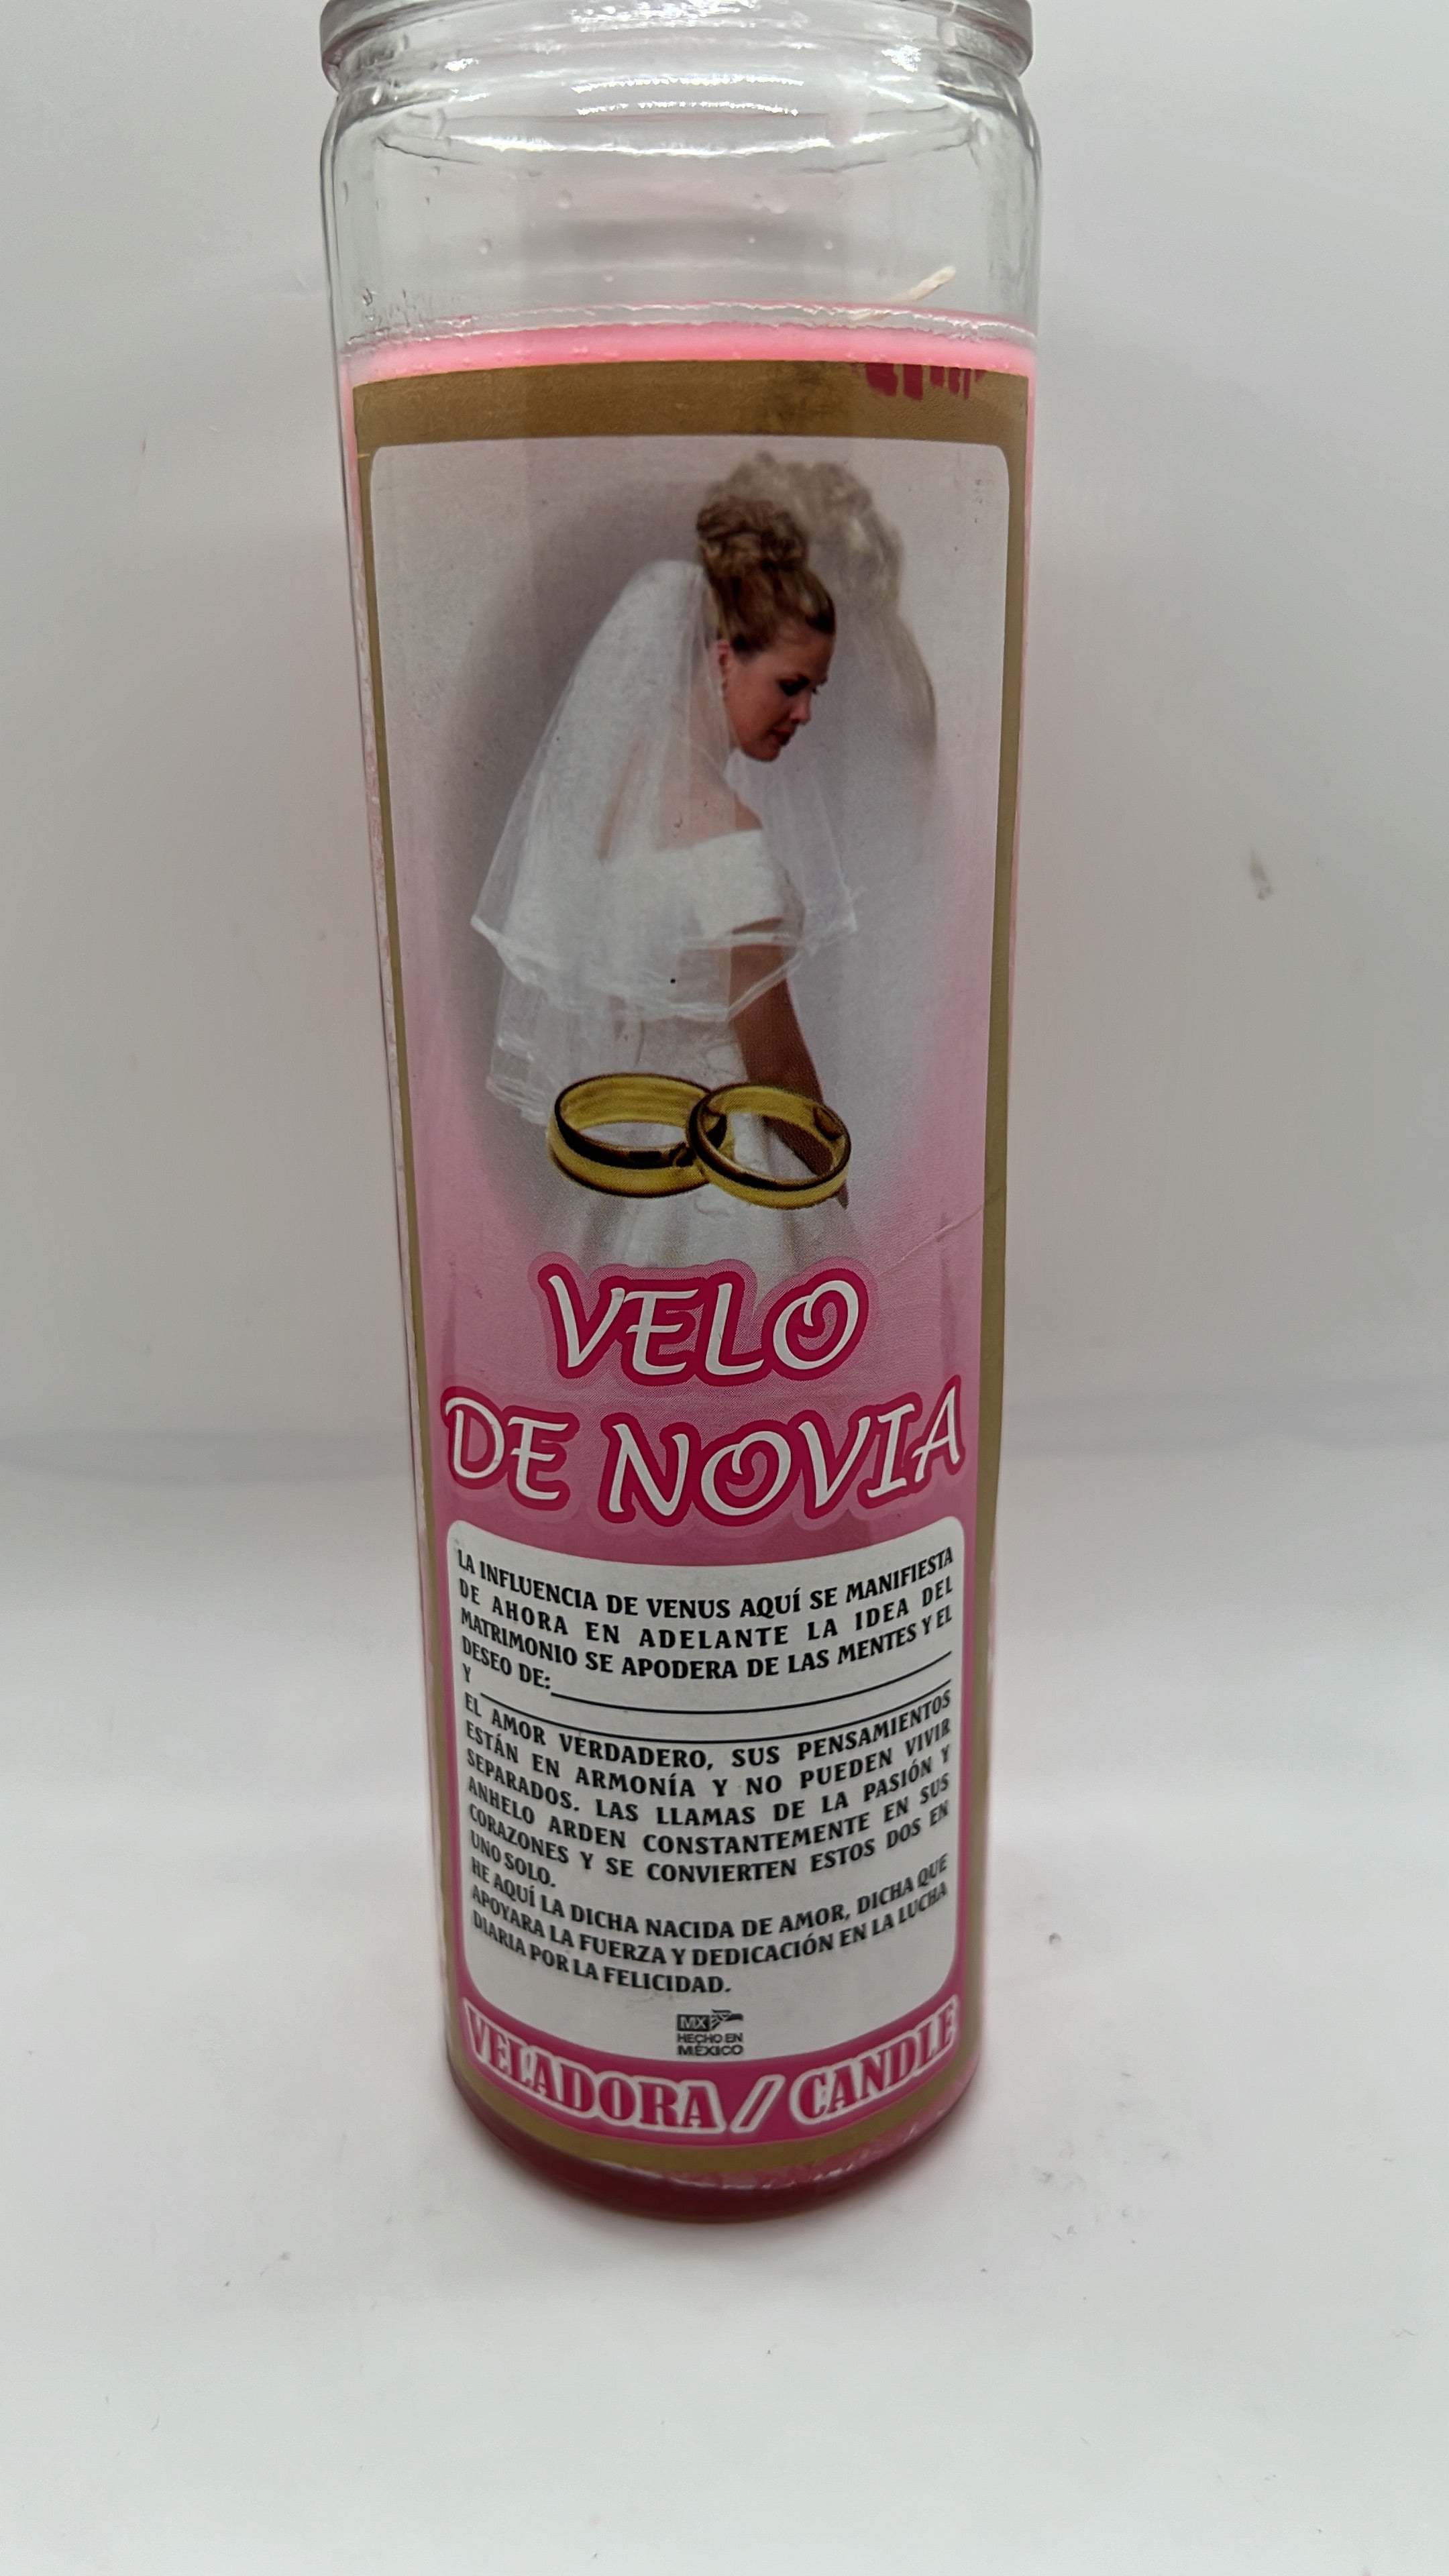 VELO
DE NOVIA
LA INFLUENCIA DE VENUS AQUÍ SE MANIFIESTA
DE AHORA EN ADELANTE LA IDEA DEL
MATRIMONIO SE APODERA DE LAS MENTES Y EL
DESEO DE:
Y
EL AMOR VERDADERO, SUS PENSAMIENTOS
ESTÁN EN ARMONÍA Y NO PUEDEN VIVIR
SEPARADOS. LAS LLAMAS DE LA PASIÓN Y
ANHELO ARDEN CONSTANTEMENTE EN SUS
CORAZONES Y SE CONVIERTEN ESTOS DOS EN
UNO SOLO.
HE AQUÍ LA DICHA NACIDA DE AMOR, DICHA QUE
APOYARA LA FUERZA Y DEDICACIÓN EN LA LUCHA
DIARIA POR LA FELICIDAD.
MX
HECHO EN
MÉXICO
VELADORA / CANDLE